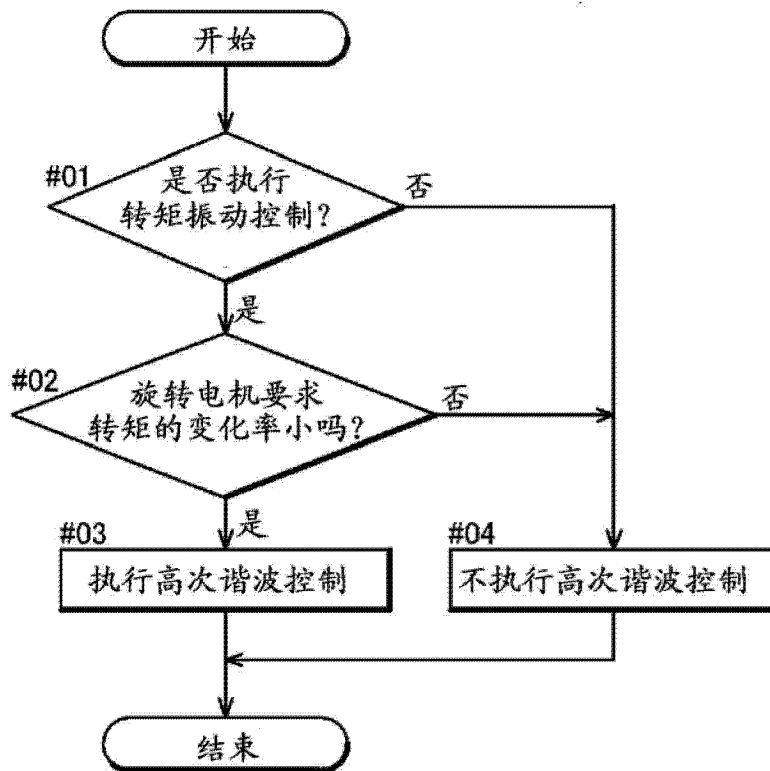 开始
#01
是否执行
转矩振动控制?
否
是
#02
旋转电机要求
转矩的变化率小吗?
否
是
#03
执行高次谐波控制
#04
不执行高次谐波控制
结束